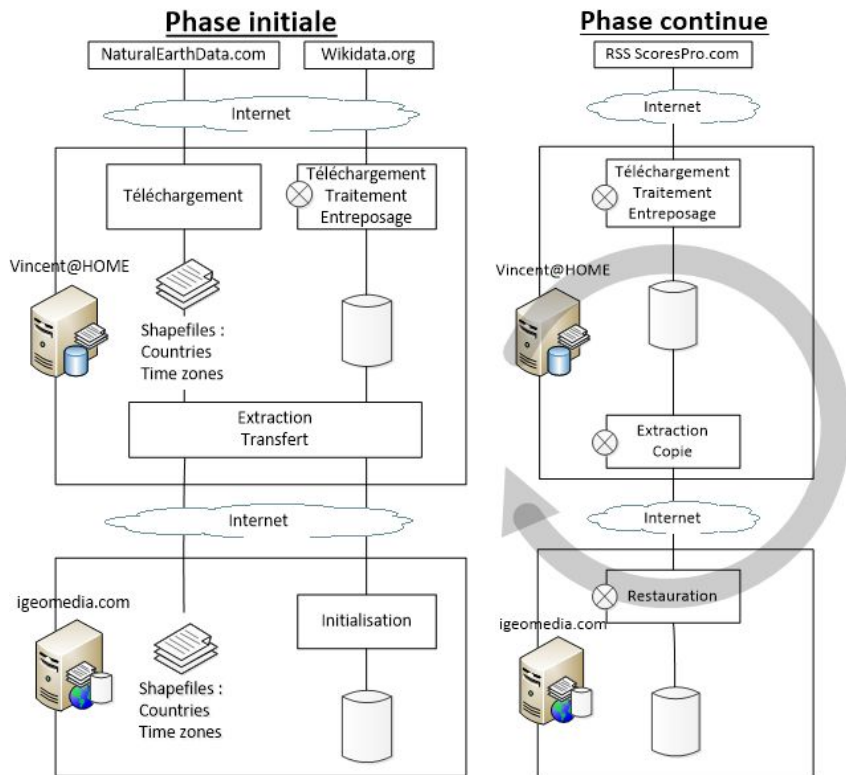 Phase initiale
NaturalEarthData.com
Wikidata.org
Internet
Téléchargement
Téléchargement
Traitement
Entreposage
Vincent@HOME
Shapefiles :
Countries
Time zones
Extraction
Transfert
Internet
igeomedia.com
Initialisation
Shapefiles :
Countries
Time zones
Phase continue
RSS ScoresPro.com
Internet
Téléchargement
Traitement
Entreposage
Vincent@HOME
Extraction
Copie
Internet
Restauration
igeomedia.com